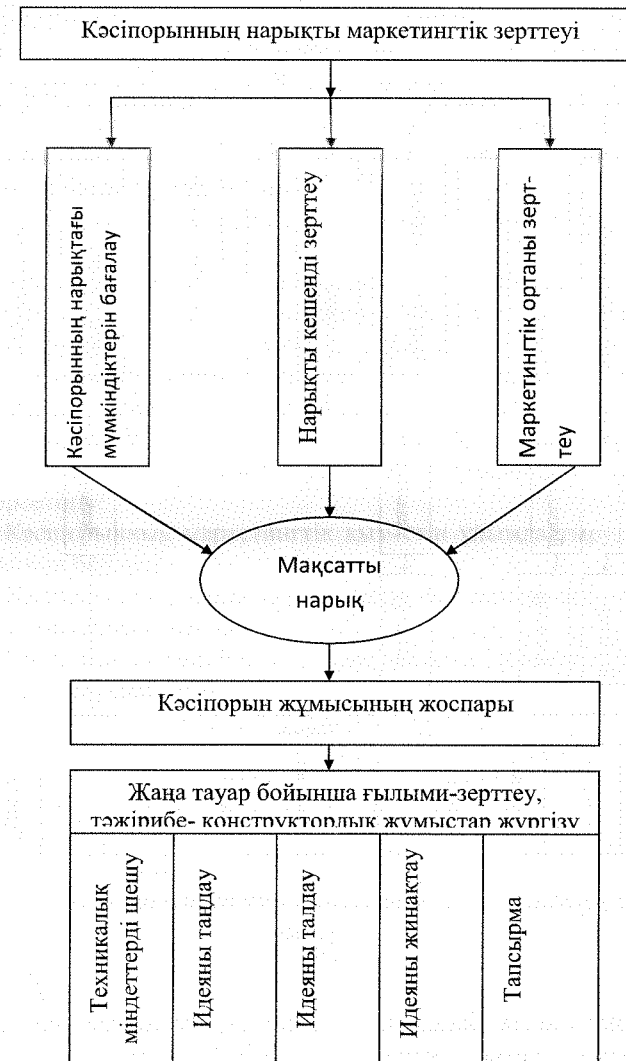 Кәсіпорынның нарықты маркетингтік зерттеуі
Кәсіпорынның нарықтағы
мүмкіндіктерін бағалау
Нарықты кешенді зерттеу
Маркетингтік ортаны зерт-
теу
Мақсатты
нарық
Кәсіпорын жұмысының жоспары
Жаңа тауар бойынша ғылыми-зерттеу,
тәжірибе- конструкторлық жұмыстар жүргізу
Техникалық
міндеттерді шешу
Идеяны таңдау
Идеяны талдау
Идеяны жинақтау
Тапсырма